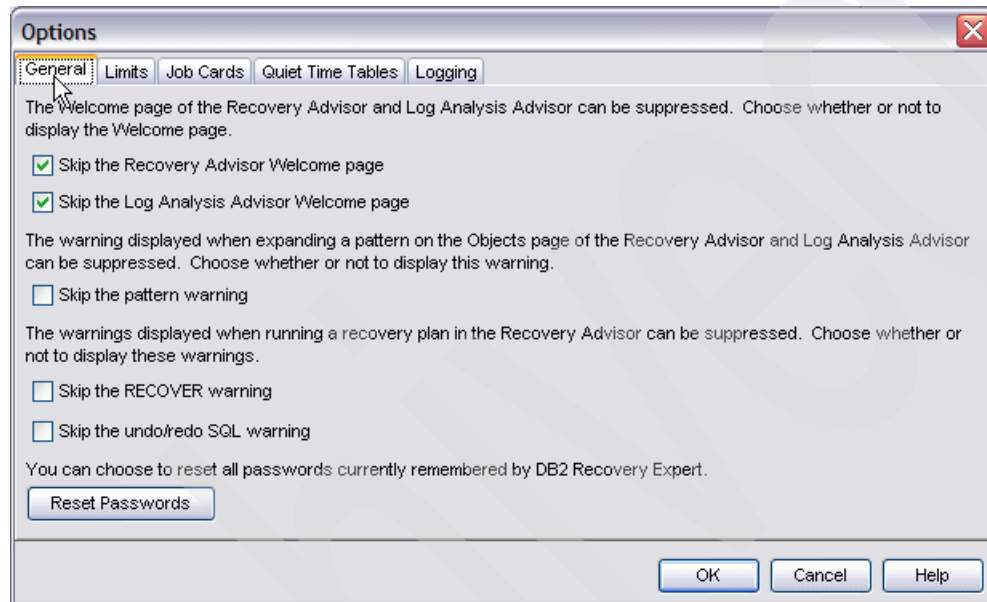 Options
General Limits Job Cards Quiet Time Tables Logging
The Welcome page of the Recovery Advisor and Log Analysis Advisor can be suppressed. Choose whether or not to
display the Welcome page.
Skip the Recovery Advisor Welcome page
Skip the Log Analysis Advisor Welcome page
The warning displayed when expanding a pattern on the Objects page of the Recovery Advisor and Log Analysis Advisor
can be suppressed. Choose whether or not to display this warning.
Skip the pattern warning
The warnings displayed when running a recovery plan in the Recovery Advisor can be suppressed. Choose whether or
not to display these warnings.
Skip the RECOVER warning
Skip the undo/redo SQL warning
You can choose to reset all passwords currently remembered by DB2 Recovery Expert.
Reset Passwords
OK Cancel Help